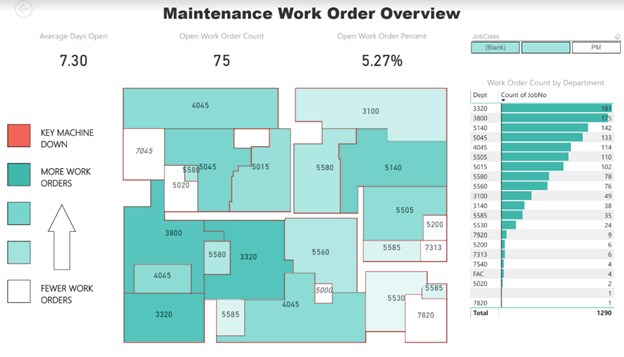 Maintenance Work Order Overview
Average Days Open
Open Work Order Count
Open Work Order Percent
7.30
75
5.27%
JobClass
(Blank)
PM
KEY MACHINE
DOWN
MORE WORK
ORDERS
FEWER WORK
ORDERS
4045
3100
7045
5580
5045
5015
5580
5140
5020
5505
5200
3800
5580
3320
5560
5585
7313
4045
5000
5585
5530
4045
3320
5585
7820
Work Order Count by Department
Dept Count of JobNo
3320 181
3800 175
5140 142
5045 133
4045 114
5505 110
5015 102
5580 78
5560 76
3100 49
3140 38
5585 35
5530 24
7920 9
5200 6
7313 6
7540 4
FAC 4
5020 2
1
7820 1
Total 1290